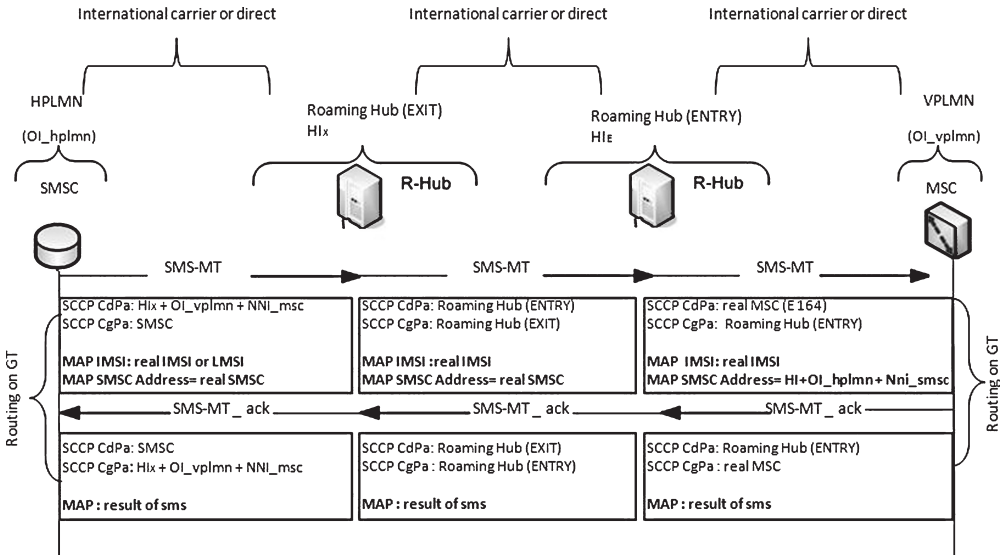 International carrier or direct
International carrier or direct
International carrier or direct
HPLMN
(OI_hplmn)
SMSC
Roaming Hub (EXIT)
HIx
R-Hub
Roaming Hub (ENTRY)
HIE
R-Hub
VPLMN
(OI_vplmn)
MSC
SMS-MT
SMS-MT
SMS-MT
SCCP CdPa: HIx + OI_vplmn + NNI_msc
SCCP CgPa: SMSC
MAP IMSI: real IMSI or LMSI
MAP SMSC Address= real SMSC
SCCP CdPa: Roaming Hub (ENTRY)
SCCP CgPa: Roaming Hub (EXIT)
MAP IMSI :real IMSI
MAP SMSC Address= real SMSC
SCCP CdPa: real MSC (E164)
SCCP CgPa: Roaming Hub (ENTRY)
MAP IMSI: real IMSI
MAP SMSC Address= HI+OI_hplmn + Nni_smsc
Routing on GT
Routing on GT
SMS-MT_ ack
SMS-MT_ ack
SMS-MT_ ack
SCCP CdPa: SMSC
SCCP CgPa: HIx + OI_vplmn + NNI_msc
MAP : result of sms
SCCP CdPa: Roaming Hub (EXIT)
SCCP CgPa : Roaming Hub (ENTRY)
MAP : result of sms
SCCP CdPa: Roaming Hub (ENTRY)
SCCP CgPa : real MSC
MAP : result of sms